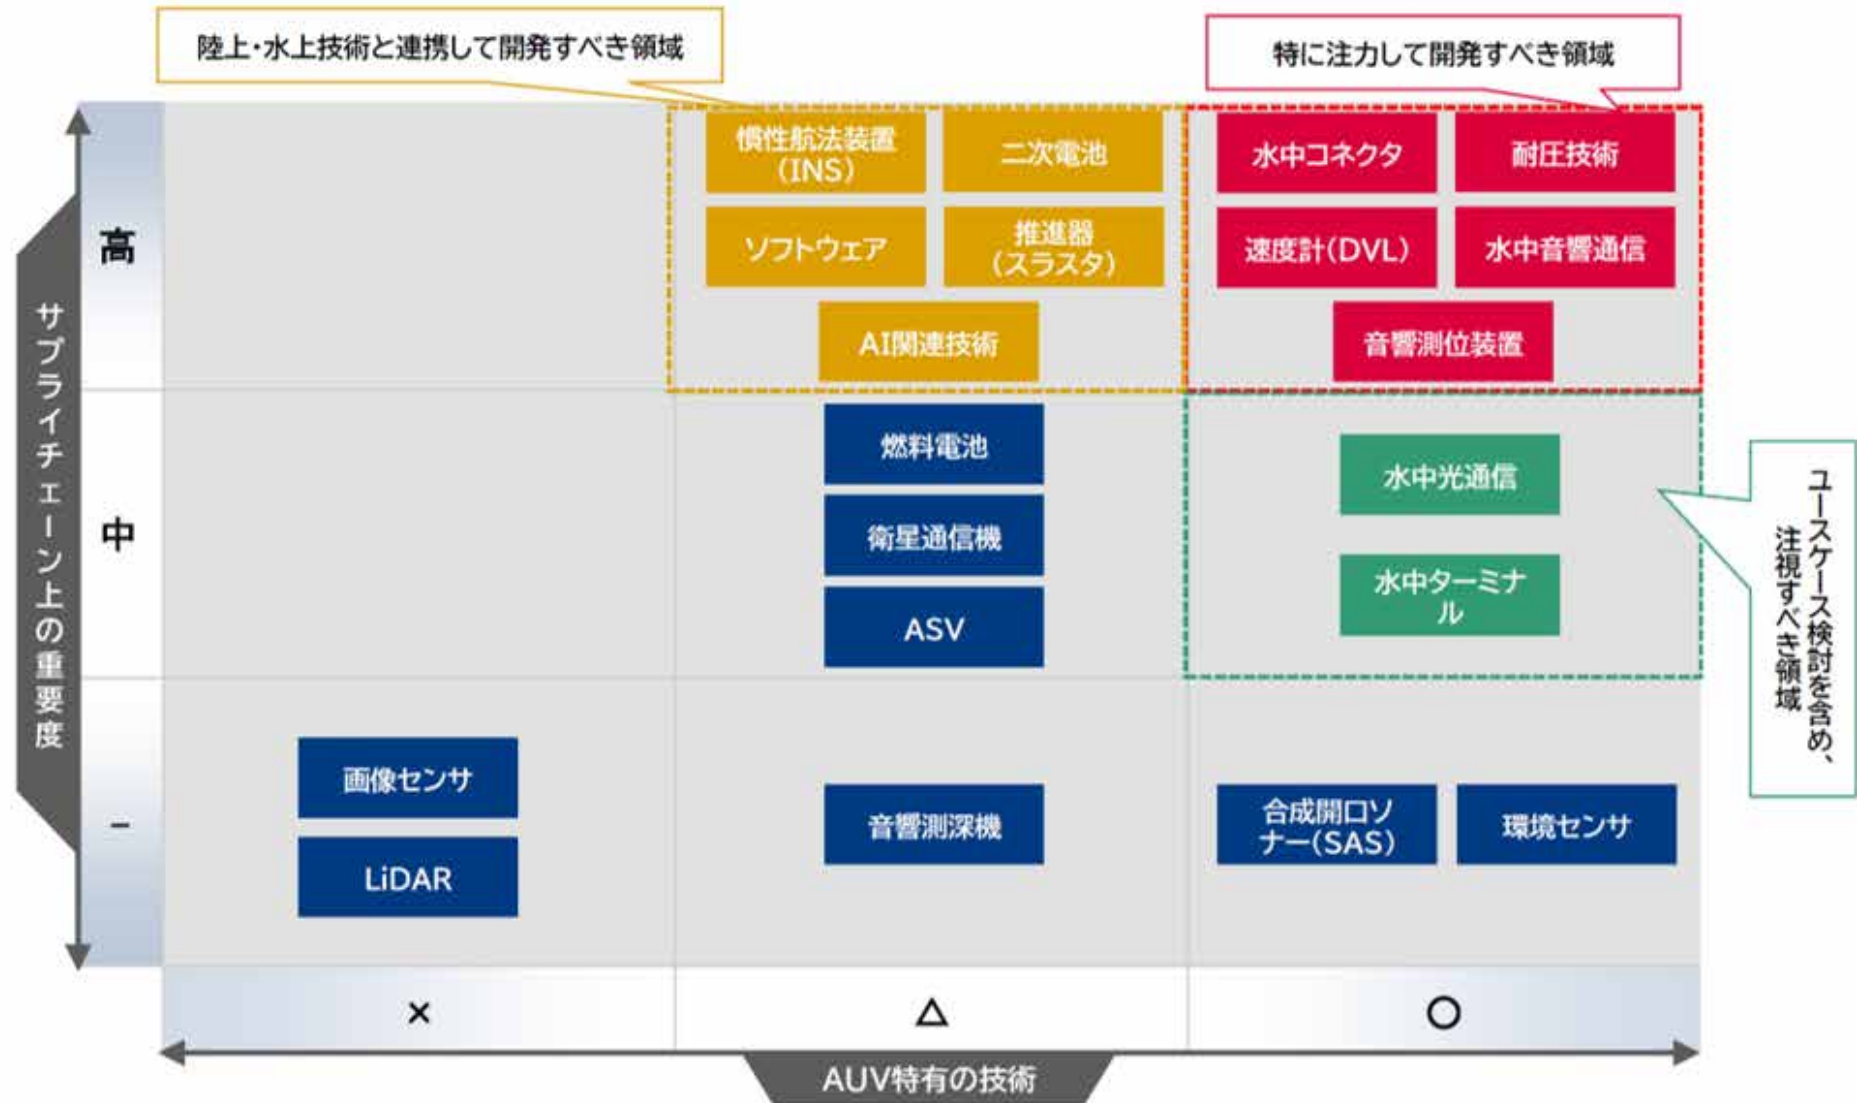 陸上・水上技術と連携して開発すべき領域
特に注力して開発すべき領域
サプライチェーン上の重要度
高
慣性航法装置
(INS)
二次電池
ソフトウェア
推進器
(スラスタ)
AI関連技術
水中コネクタ
耐圧技術
速度計(DVL)
水中音響通信
音響測位装置
中
燃料電池
衛星通信機
ASV
水中光通信
水中ターミナ
ル
ユースケース検討を含め、
注視すべき領域
-
画像センサ
LiDAR
音響測深機
合成開口ソ
ナー(SAS)
環境センサ
×
△
○
AUV特有の技術